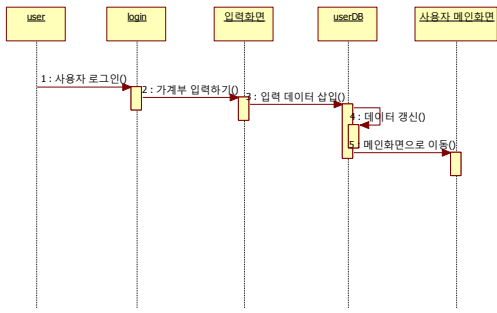 user
login
입력화면
userDB
사용자 메인화면
1 : 사용자 로그인()
2 : 가계부 입력하기()
3 : 입력 데이터 삽입()
4 : 데이터 갱신()
5 : 메인화면으로 이동()